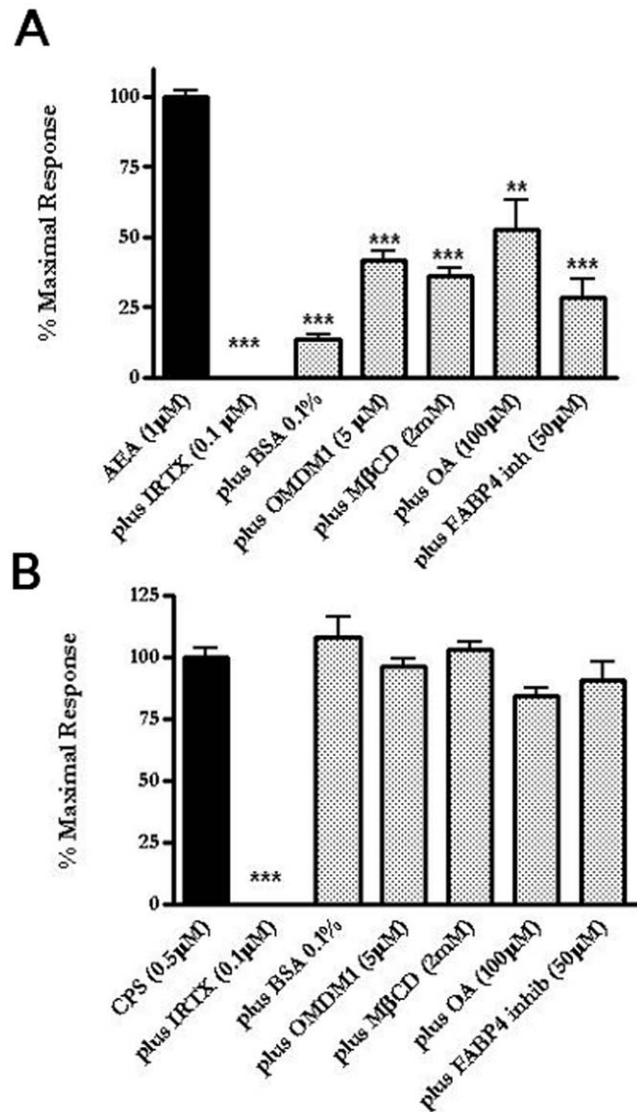 A
% Maximal Response
100
75
50
25
0
***
***
***
***
**
***
AEA (1µM)
plus IRTX (0.1 µM)
plus BSA 0.1%
plus OMDM1 (5 µM)
plus MβCD (2mM)
plus OA (100µM)
plus FABP4 inh (50µM)
B
% Maximal Response
125
100
75
50
25
0
***
CPS (0.5µM)
plus IRTX (0.1µM)
plus BSA 0.1%
plus OMDM1 (5µM)
plus MβCD (2mM)
plus OA (100µM)
plus FABP4 inhib (50µM)